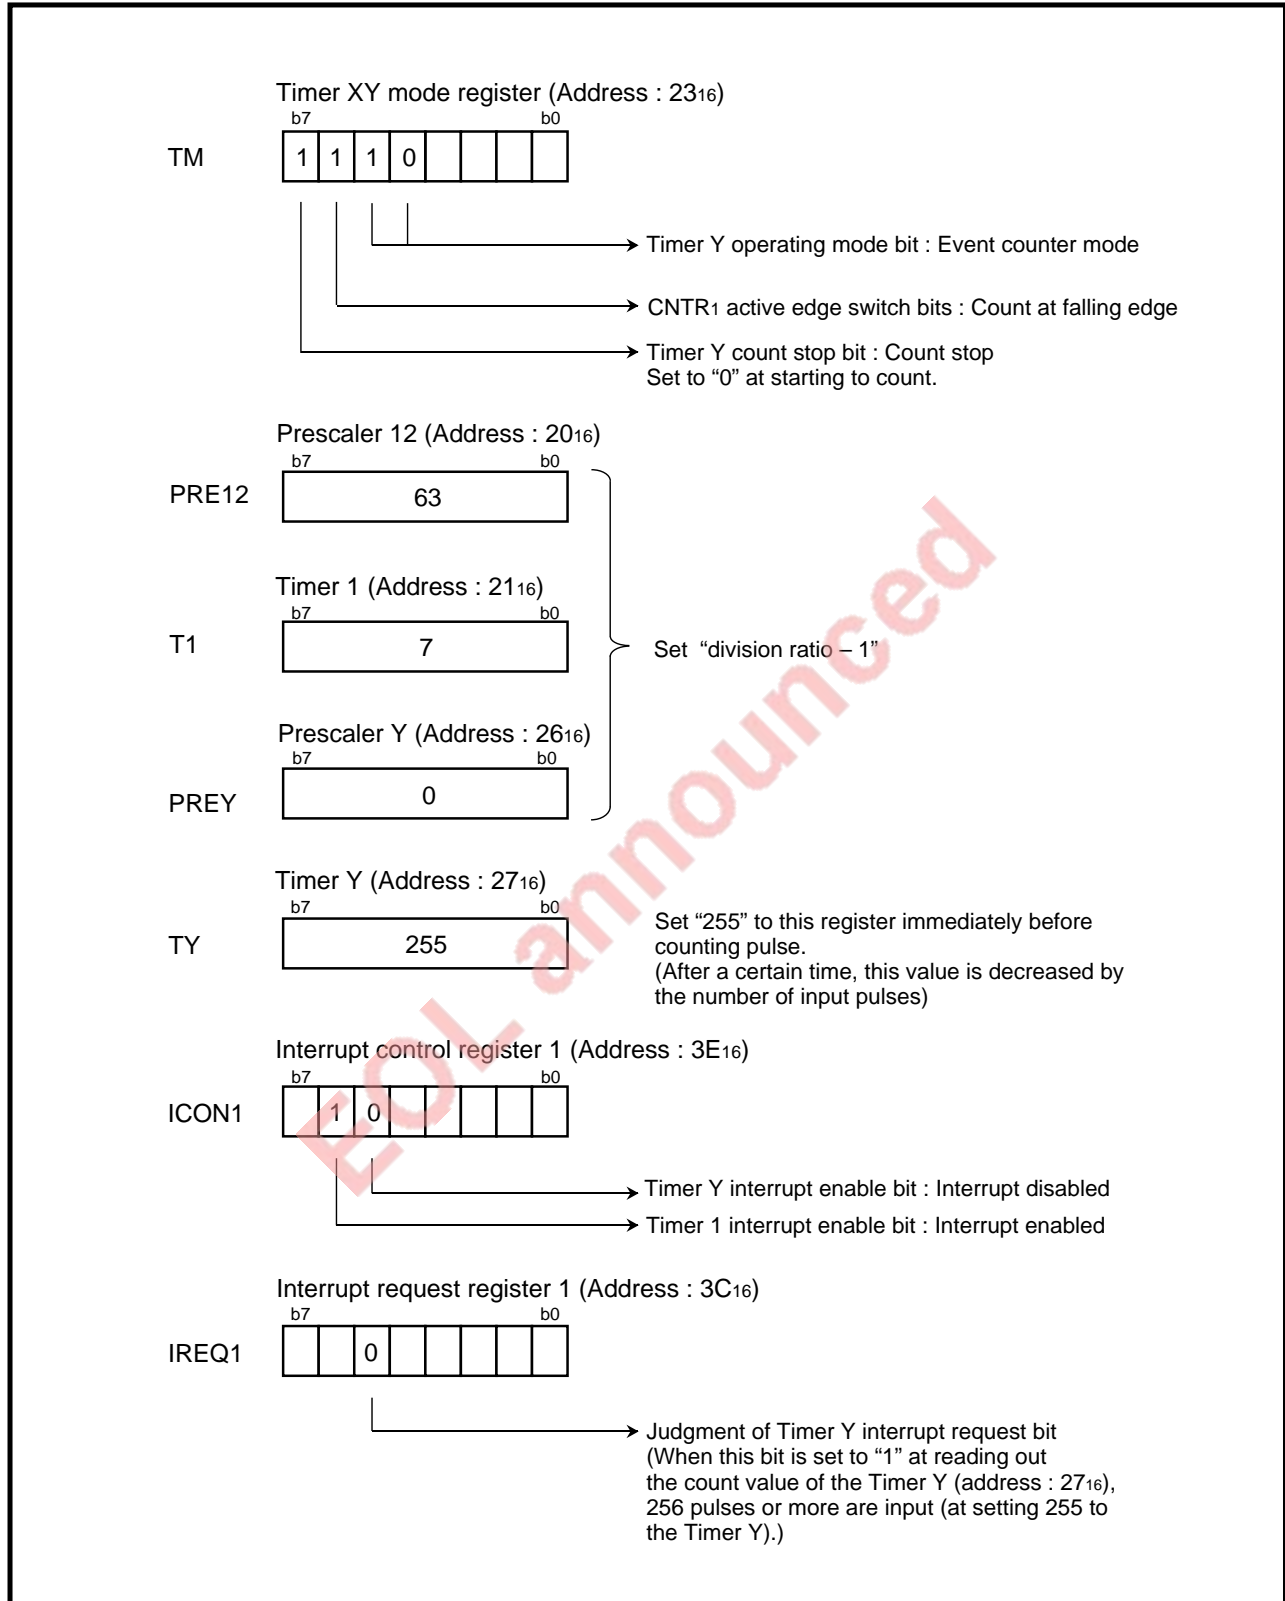 Timer XY mode register (Address : 2316)
b7 b0
TM 1 1 1 0
Timer Y operating mode bit : Event counter mode
CNTR1 active edge switch bits : Count at falling edge
Timer Y count stop bit : Count stop
Set to “0” at starting to count.
Prescaler 12 (Address : 2016)
b7 b0
PRE12 63
Timer 1 (Address : 2116)
b7 b0
T1 7
Set “division ratio – 1”
Prescaler Y (Address : 2616)
b7 b0
PREY 0
Timer Y (Address : 2716)
b7 b0
TY 255
Set “255” to this register immediately before
counting pulse.
(After a certain time, this value is decreased by
the number of input pulses)
Interrupt control register 1 (Address : 3E16)
b7 b0
ICON1 1 0
Timer Y interrupt enable bit : Interrupt disabled
Timer 1 interrupt enable bit : Interrupt enabled
Interrupt request register 1 (Address : 3C16)
b7 b0
IREQ1 0
Judgment of Timer Y interrupt request bit
(When this bit is set to “1” at reading out
the count value of the Timer Y (address : 2716),
256 pulses or more are input (at setting 255 to
the Timer Y).)
EOL announced